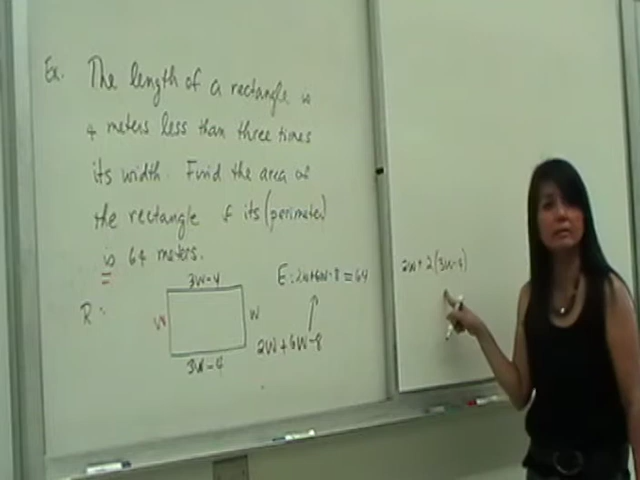 Ex. The length of a rectangle is
4 meters less than three times
its width. Find the area of
the rectangle if its (perimeter)
is 64 meters.
3W-4
E: 2W+6W-8 = 64
2W+2(3W-4)
R:
W
W
2W+6W-8
3W-4